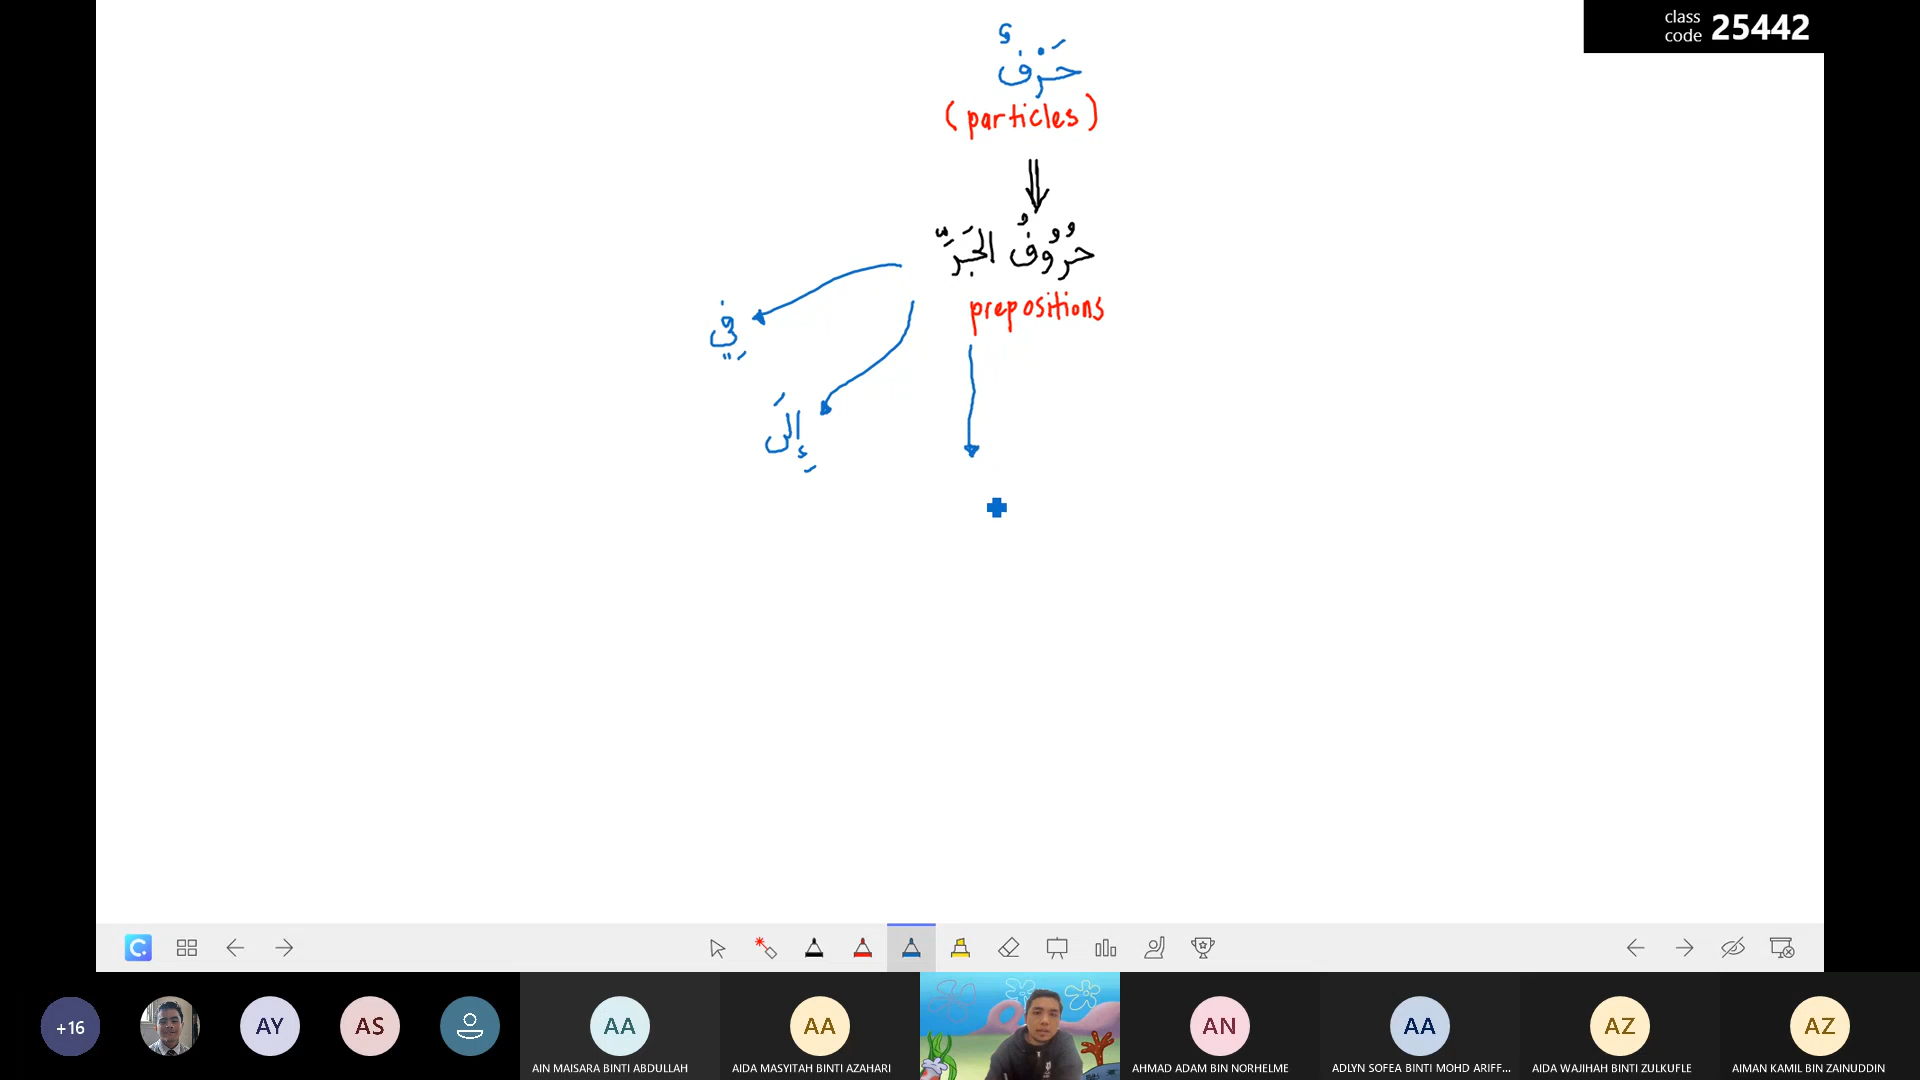 class
code 25442
حَرْفٌ
(particles)
حُرُوفُ الجَرِّ
prepositions
فِي
إِلَى
+16
AY
AS
AA
AIN MAISARA BINTI ABDULLAH
AA
AIDA MASYITAH BINTI AZAHARI
AN
AHMAD ADAM BIN NORHELME
AA
ADLYN SOFEA BINTI MOHD ARIFF...
AZ
AIDA WAJIHAH BINTI ZULKUFLE
AZ
AIMAN KAMIL BIN ZAINUDDIN